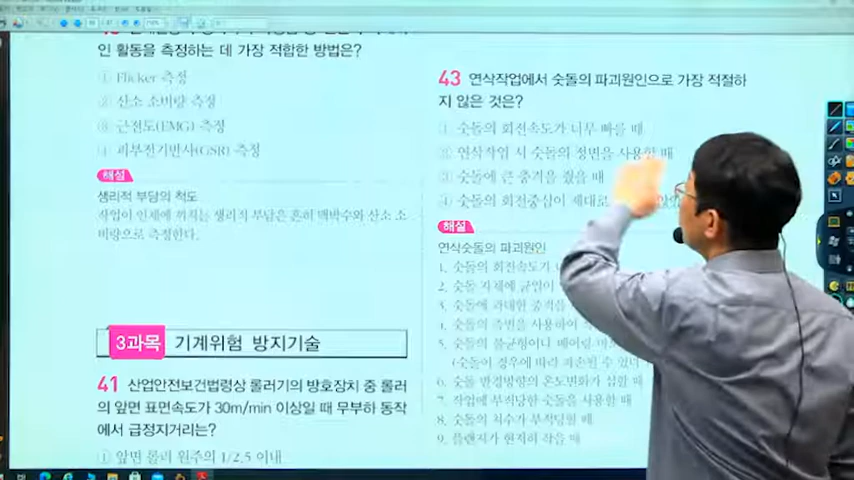 인 활동을 측정하는 데 가장 적합한 방법은?
① Flicker 측정
② 산소 소비량 측정
③ 근전도(EMG) 측정
④ 피부전기반사(GSR) 측정
해설
생리적 부담의 척도
작업이 인체에 끼치는 생리적 부담은 흔히 맥박수와 산소 소
비량으로 측정한다.
3과목 기계위험 방지기술
41 산업안전보건법령상 롤러기의 방호장치 중 롤러
의 앞면 표면속도가 30m/min 이상일 때 무부하 동작
에서 급정지거리는?
① 앞면 롤러 원주의 1/2.5 이내
43 연삭작업에서 숫돌의 파괴원인으로 가장 적절하
지 않은 것은?
① 숫돌의 회전속도가 너무 빠를 때
② 연삭작업 시 숫돌의 정면을 사용할 때
③ 숫돌에 큰 충격을 줬을 때
④ 숫돌의 회전중심이 제대로
해설
연삭숫돌의 파괴원인
1. 숫돌의 회전속도가
2. 숫돌 자체에 균열이
3. 숫돌에 과대한 충격을
4. 숫돌의 측면을 사용하여
5. 숫돌의 불균형이나 베어링
(숫돌이 경우에 따라 파손될 수 있
6. 숫돌 반경방향의 온도변화가 심할 때
7. 작업에 부적당한 숫돌을 사용할 때
8. 숫돌의 치수가 부적당할 때
9. 플랜지가 현저히 작을 때